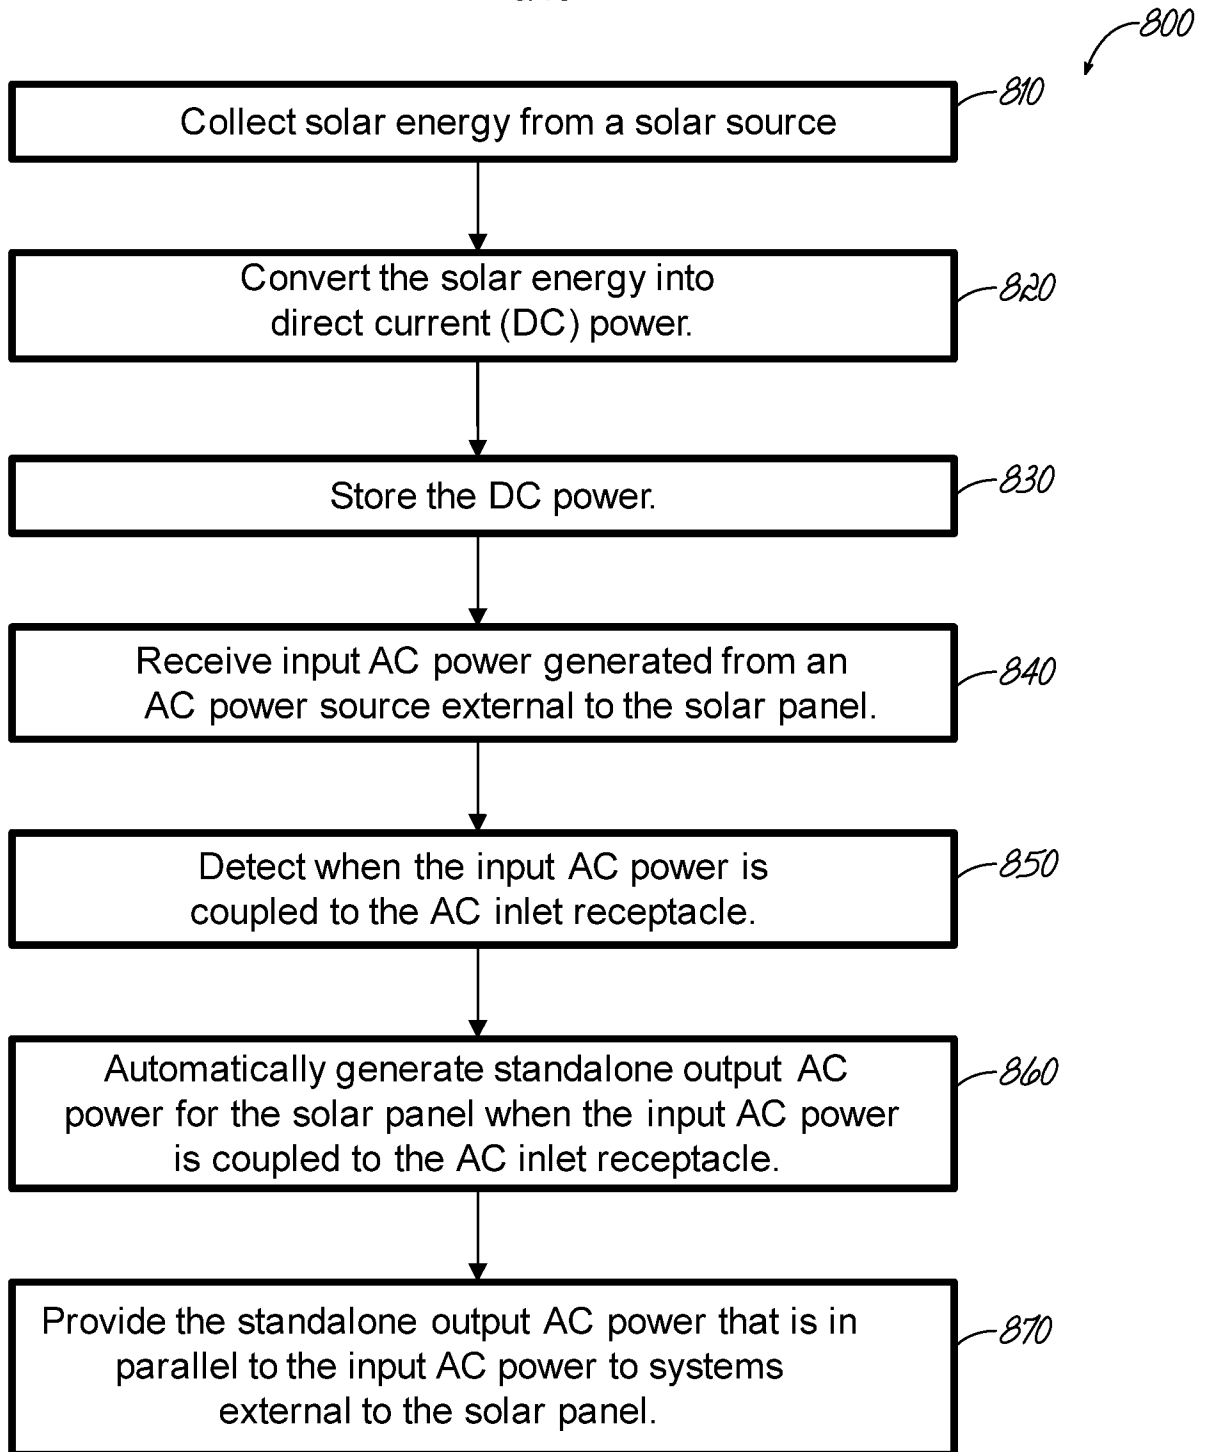 800
Collect solar energy from a solar source
810
Convert the solar energy into
direct current (DC) power.
820
Store the DC power.
830
Receive input AC power generated from an
AC power source external to the solar panel.
840
Detect when the input AC power is
coupled to the AC inlet receptacle.
850
Automatically generate standalone output AC
power for the solar panel when the input AC power
is coupled to the AC inlet receptacle.
860
Provide the standalone output AC power that is in
parallel to the input AC power to systems
external to the solar panel.
870